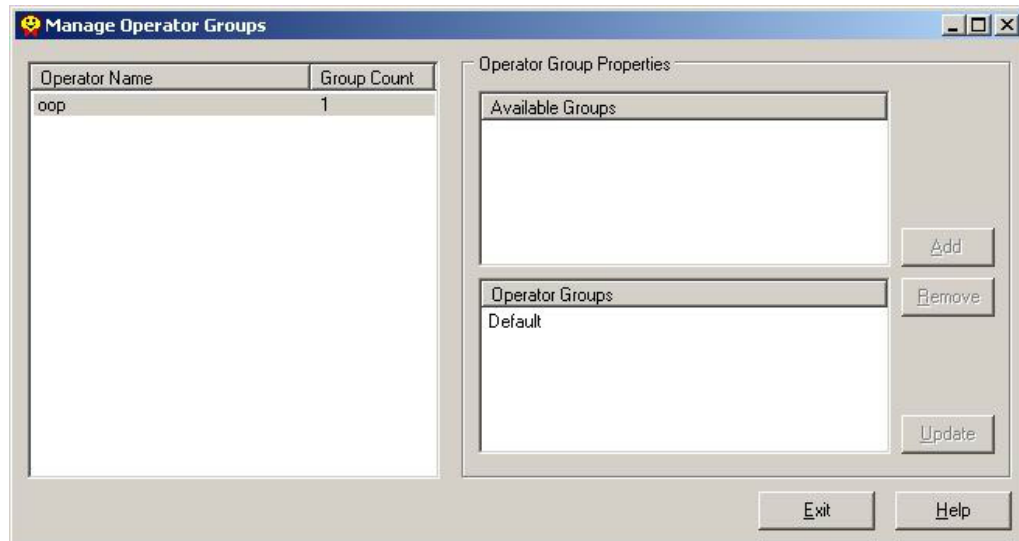 Manage Operator Groups
Operator Name Group Count
oop 1
Operator Group Properties
Available Groups
Add
Operator Groups
Default
Remove
Update
Exit Help